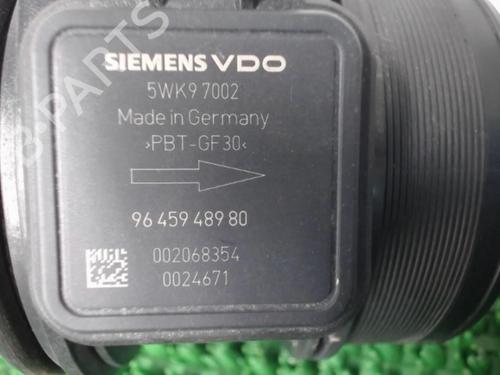 SIEMENS VDO
5WK9 7002
Made in Germany
>PBT-GF30<
96 459 489 80
002068354
0024671